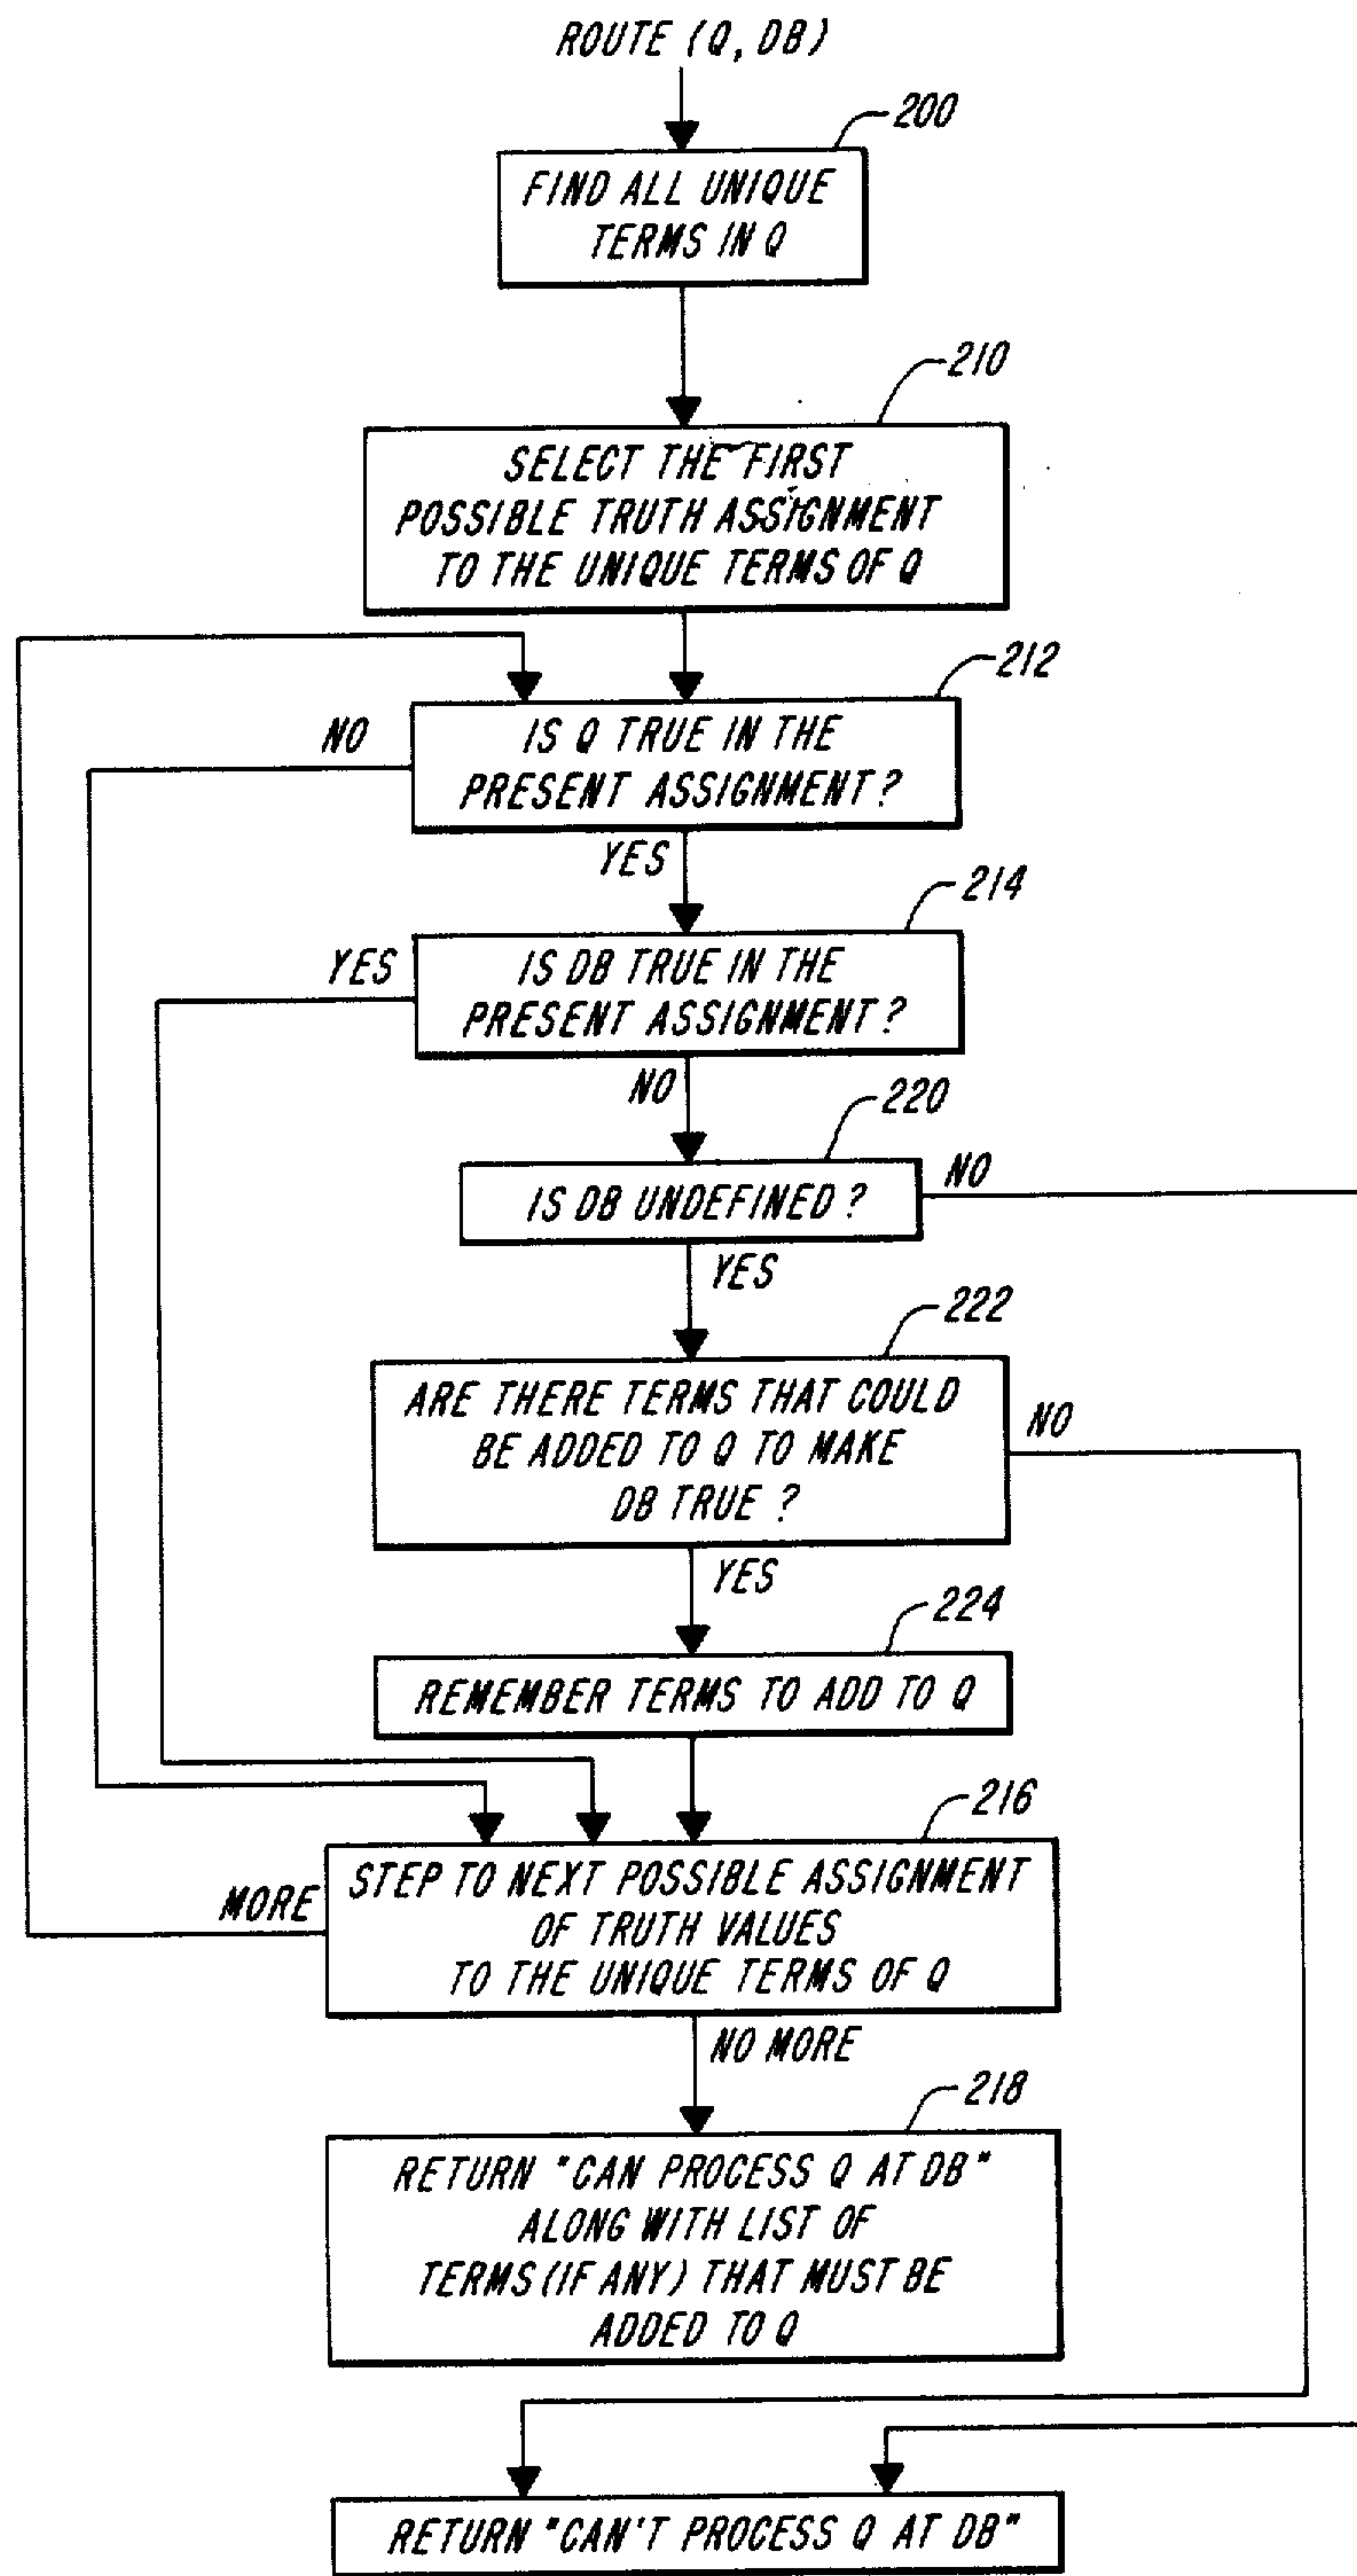 ROUTE (Q, DB)
200
FIND ALL UNIQUE
TERMS IN Q
210
SELECT THE FIRST
POSSIBLE TRUTH ASSIGNMENT
TO THE UNIQUE TERMS OF Q
212
NO
IS Q TRUE IN THE
PRESENT ASSIGNMENT?
YES
214
YES
IS DB TRUE IN THE
PRESENT ASSIGNMENT?
NO
220
IS DB UNDEFINED?
NO
YES
222
ARE THERE TERMS THAT COULD
BE ADDED TO Q TO MAKE
DB TRUE?
NO
YES
224
REMEMBER TERMS TO ADD TO Q
216
STEP TO NEXT POSSIBLE ASSIGNMENT
OF TRUTH VALUES
TO THE UNIQUE TERMS OF Q
MORE
NO MORE
218
RETURN "CAN PROCESS Q AT DB"
ALONG WITH LIST OF
TERMS (IF ANY) THAT MUST BE
ADDED TO Q
RETURN "CAN'T PROCESS Q AT DB"